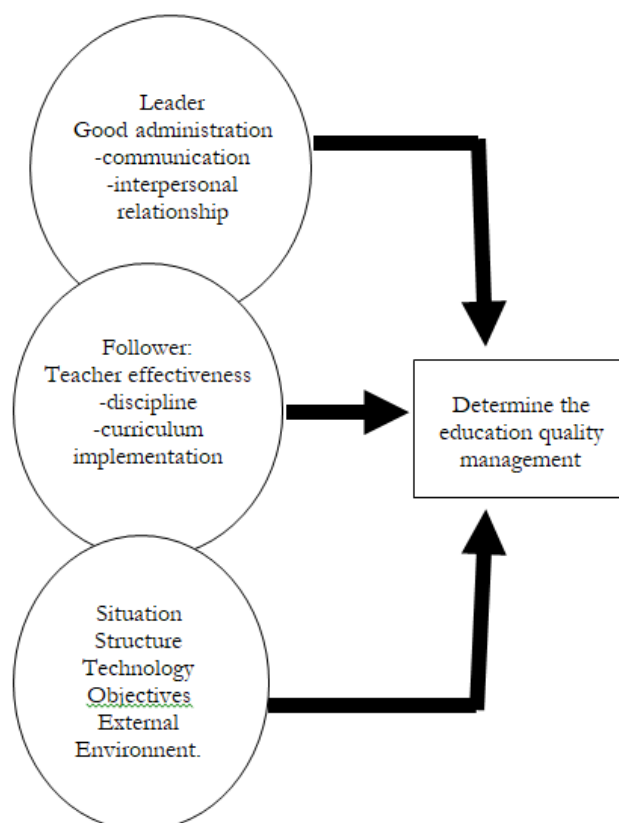 Leader
Good administration
-communication
-interpersonal
relationship
Follower:
Teacher effectiveness
-discipline
-curriculum
implementation
Situation
Structure
Technology
Objectives
External
Environnent.
Determine the
education quality
management